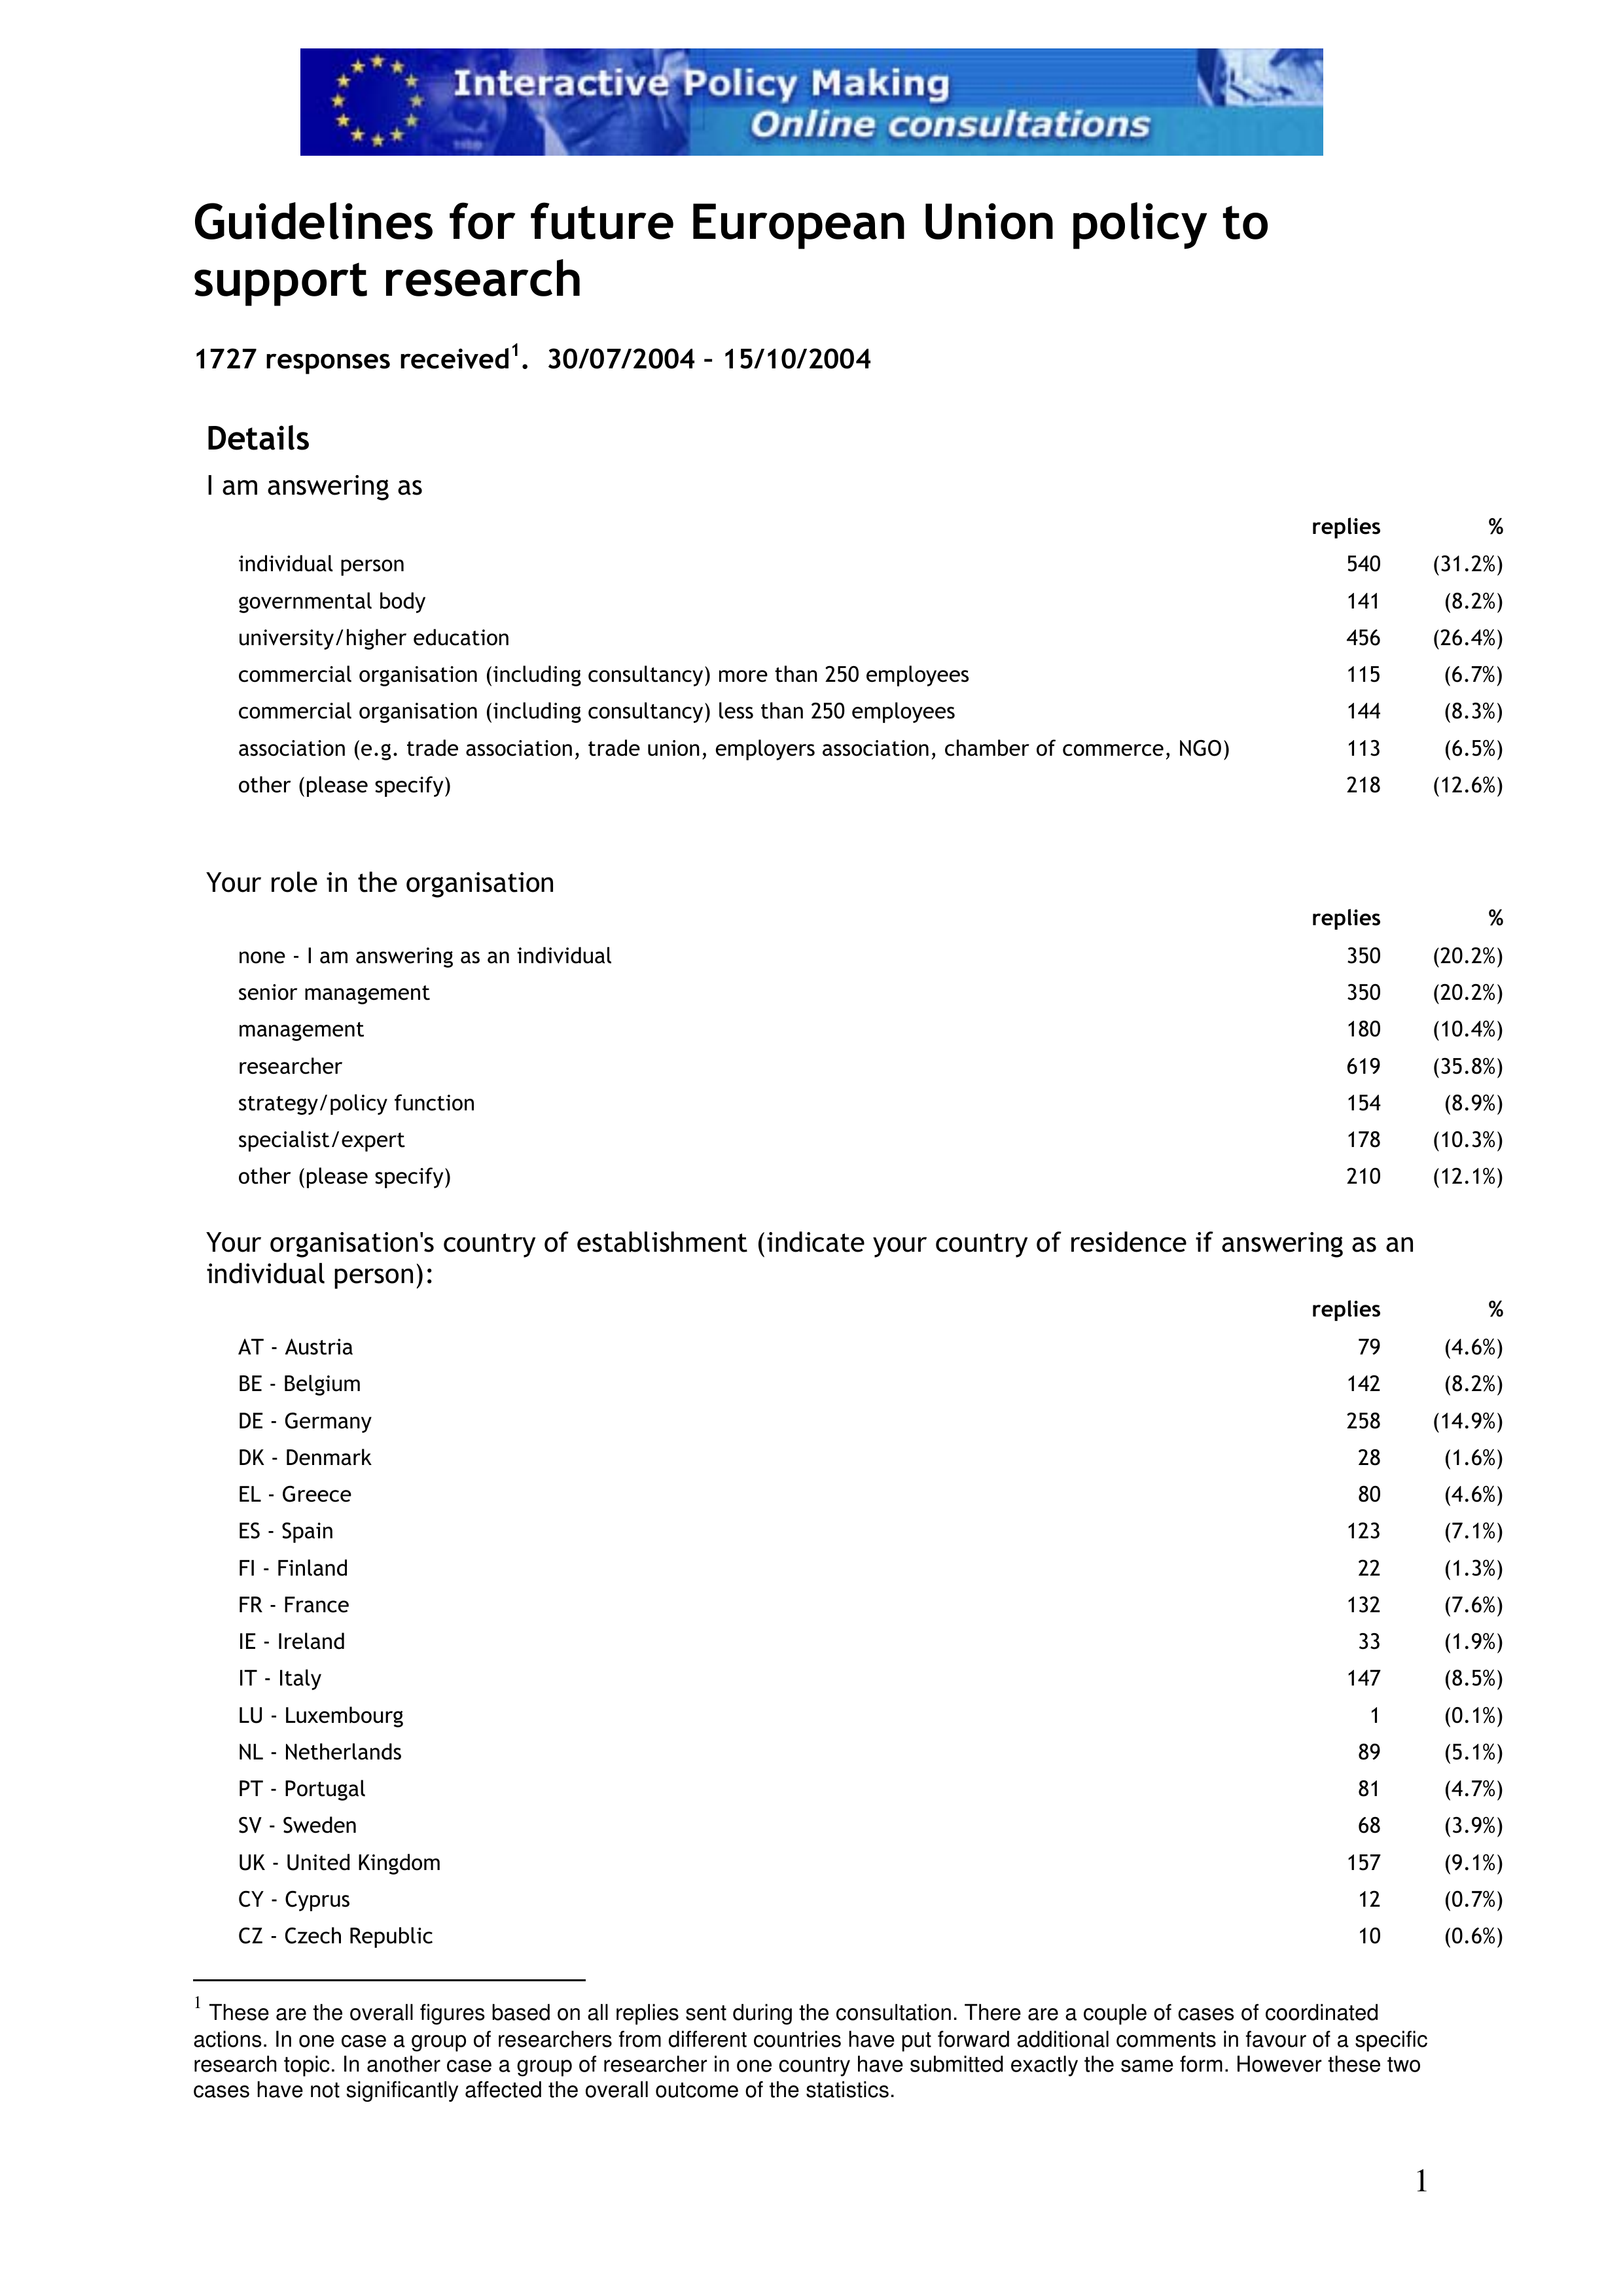 Interactive Policy Making
Online consultations
Guidelines for future European Union policy to
support research
1727 responses received1. 30/07/2004 – 15/10/2004
Details
I am answering as
replies %
individual person 540 (31.2%)
governmental body 141 (8.2%)
university/higher education 456 (26.4%)
commercial organisation (including consultancy) more than 250 employees 115 (6.7%)
commercial organisation (including consultancy) less than 250 employees 144 (8.3%)
association (e.g. trade association, trade union, employers association, chamber of commerce, NGO) 113 (6.5%)
other (please specify) 218 (12.6%)
Your role in the organisation
replies %
none - I am answering as an individual 350 (20.2%)
senior management 350 (20.2%)
management 180 (10.4%)
researcher 619 (35.8%)
strategy/policy function 154 (8.9%)
specialist/expert 178 (10.3%)
other (please specify) 210 (12.1%)
Your organisation's country of establishment (indicate your country of residence if answering as an
individual person):
replies %
AT - Austria 79 (4.6%)
BE - Belgium 142 (8.2%)
DE - Germany 258 (14.9%)
DK - Denmark 28 (1.6%)
EL - Greece 80 (4.6%)
ES - Spain 123 (7.1%)
FI - Finland 22 (1.3%)
FR - France 132 (7.6%)
IE - Ireland 33 (1.9%)
IT - Italy 147 (8.5%)
LU - Luxembourg 1 (0.1%)
NL - Netherlands 89 (5.1%)
PT - Portugal 81 (4.7%)
SV - Sweden 68 (3.9%)
UK - United Kingdom 157 (9.1%)
CY - Cyprus 12 (0.7%)
CZ - Czech Republic 10 (0.6%)
1 These are the overall figures based on all replies sent during the consultation. There are a couple of cases of coordinated
actions. In one case a group of researchers from different countries have put forward additional comments in favour of a specific
research topic. In another case a group of researcher in one country have submitted exactly the same form. However these two
cases have not significantly affected the overall outcome of the statistics.
1